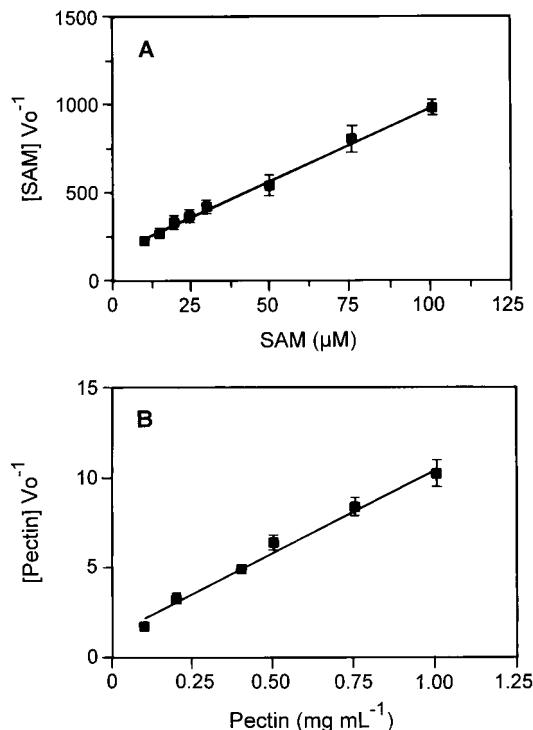 A
[SAM] Vo⁻¹
1500
1000
500
0
0 25 50 75 100 125
SAM (µM)
B
[Pectin] Vo⁻¹
15
10
5
0
0 0.25 0.50 0.75 1.00 1.25
Pectin (mg mL⁻¹)